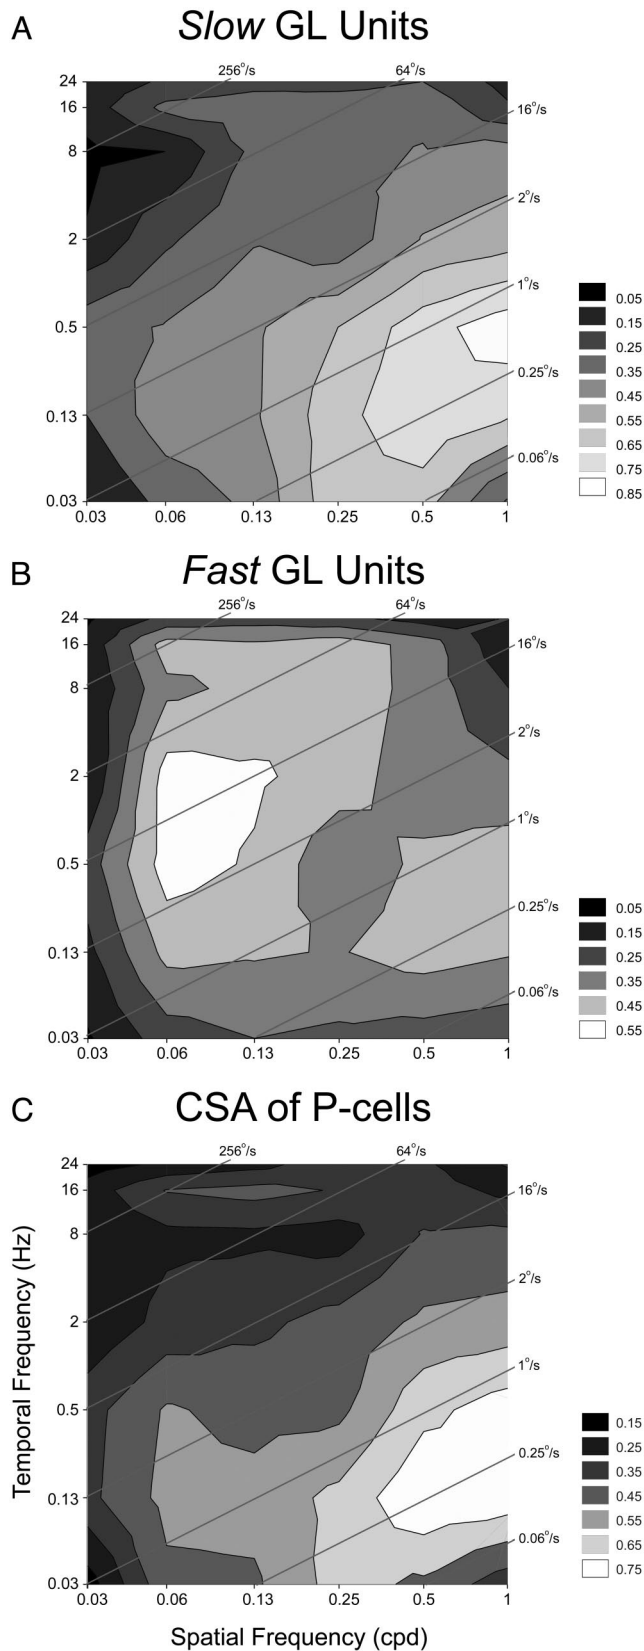 A
Slow GL Units
256°/s
64°/s
24
16
16°/s
8
2°/s
2
1°/s
0.05
0.5
0.15
0.25
0.25°/s
0.35
0.13
0.45
0.55
0.06°/s
0.65
0.75
0.03
0.85
0.03 0.06 0.13 0.25 0.5 1
B
Fast GL Units
256°/s
64°/s
24
16
16°/s
8
2°/s
2
1°/s
0.5
0.25°/s
0.05
0.15
0.13
0.25
0.35
0.06°/s
0.45
0.03
0.55
0.03 0.06 0.13 0.25 0.5 1
C
CSA of P-cells
256°/s
64°/s
24
16
16°/s
8
2°/s
2
1°/s
0.5
0.15
0.25
0.25°/s
0.35
0.13
0.45
0.55
0.06°/s
0.65
0.75
0.03
0.03 0.06 0.13 0.25 0.5 1
Temporal Frequency (Hz)
Spatial Frequency (cpd)